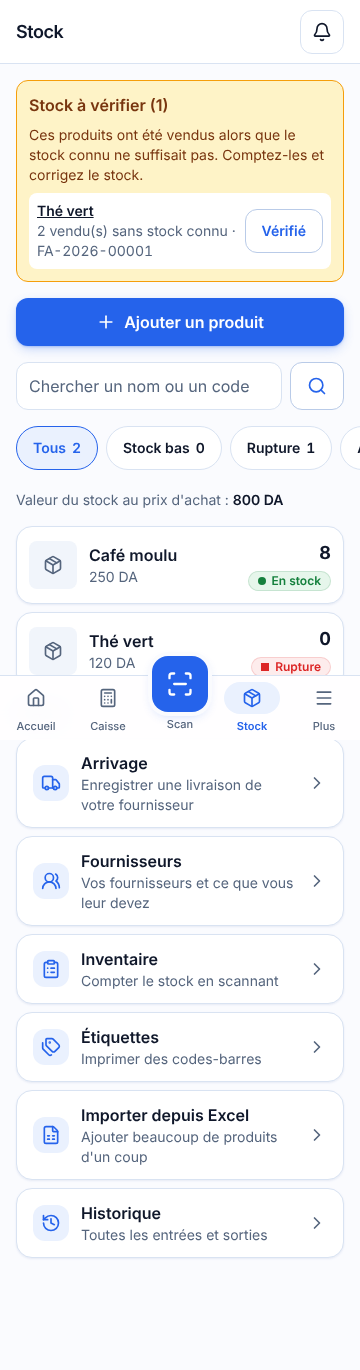 Stock
Stock à vérifier (1)
Ces produits ont été vendus alors que le
stock connu ne suffisait pas. Comptez-les et
corrigez le stock.
Thé vert
2 vendu(s) sans stock connu ·
FA-2026-00001
Vérifié
Ajouter un produit
Chercher un nom ou un code
Tous 2
Stock bas 0
Rupture 1
Valeur du stock au prix d'achat : 800 DA
Café moulu
250 DA
8
En stock
Thé vert
120 DA
0
Rupture
Accueil
Caisse
Scan
Stock
Plus
Arrivage
Enregistrer une livraison de
votre fournisseur
Fournisseurs
Vos fournisseurs et ce que vous
leur devez
Inventaire
Compter le stock en scannant
Étiquettes
Imprimer des codes-barres
Importer depuis Excel
Ajouter beaucoup de produits
d'un coup
Historique
Toutes les entrées et sorties